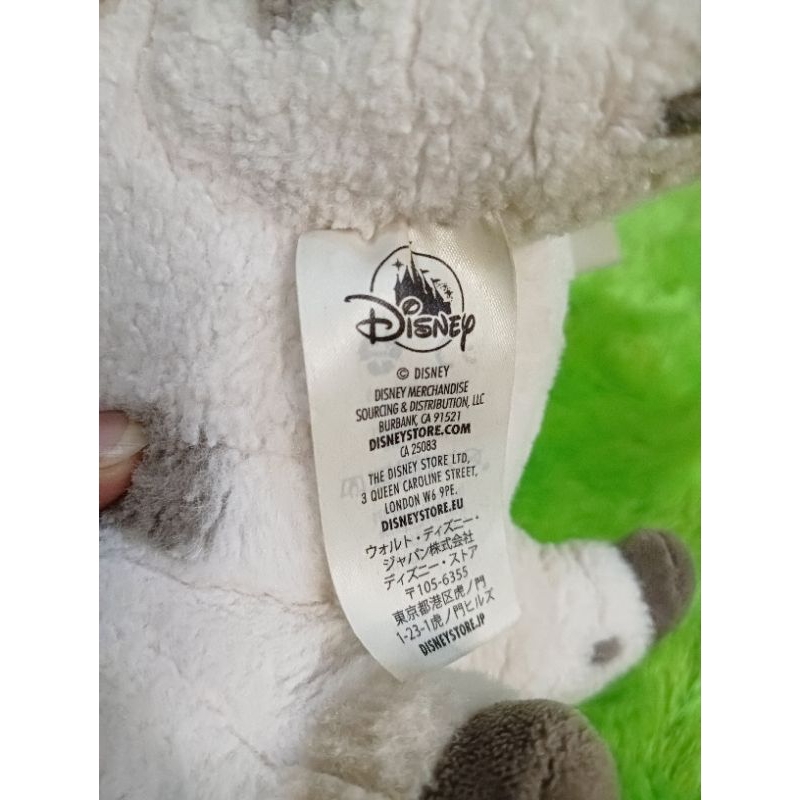 Disney
© DISNEY
DISNEY MERCHANDISE
SOURCING & DISTRIBUTION, LLC
BURBANK, CA 91521
DISNEYSTORE.COM
CA 25083
THE DISNEY STORE LTD,
3 QUEEN CAROLINE STREET,
LONDON W6 9PE.
DISNEYSTORE.EU
ウォルト・ディズニー・
ジャパン株式会社
ディズニー・ストア
〒105-6355
東京都港区虎ノ門
1-23-1虎ノ門ヒルズ
DISNEYSTORE.JP